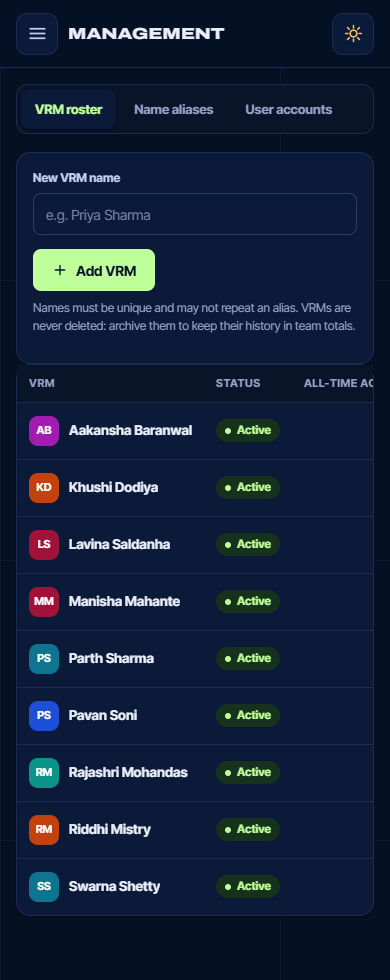 MANAGEMENT
VRM roster Name aliases User accounts
New VRM name
e.g. Priya Sharma
+ Add VRM
Names must be unique and may not repeat an alias. VRMs are
never deleted: archive them to keep their history in team totals.
VRM STATUS ALL-TIME AC
AB Aakansha Baranwal Active
KD Khushi Dodiya Active
LS Lavina Saldanha Active
MM Manisha Mahante Active
PS Parth Sharma Active
PS Pavan Soni Active
RM Rajashri Mohandas Active
RM Riddhi Mistry Active
SS Swarna Shetty Active